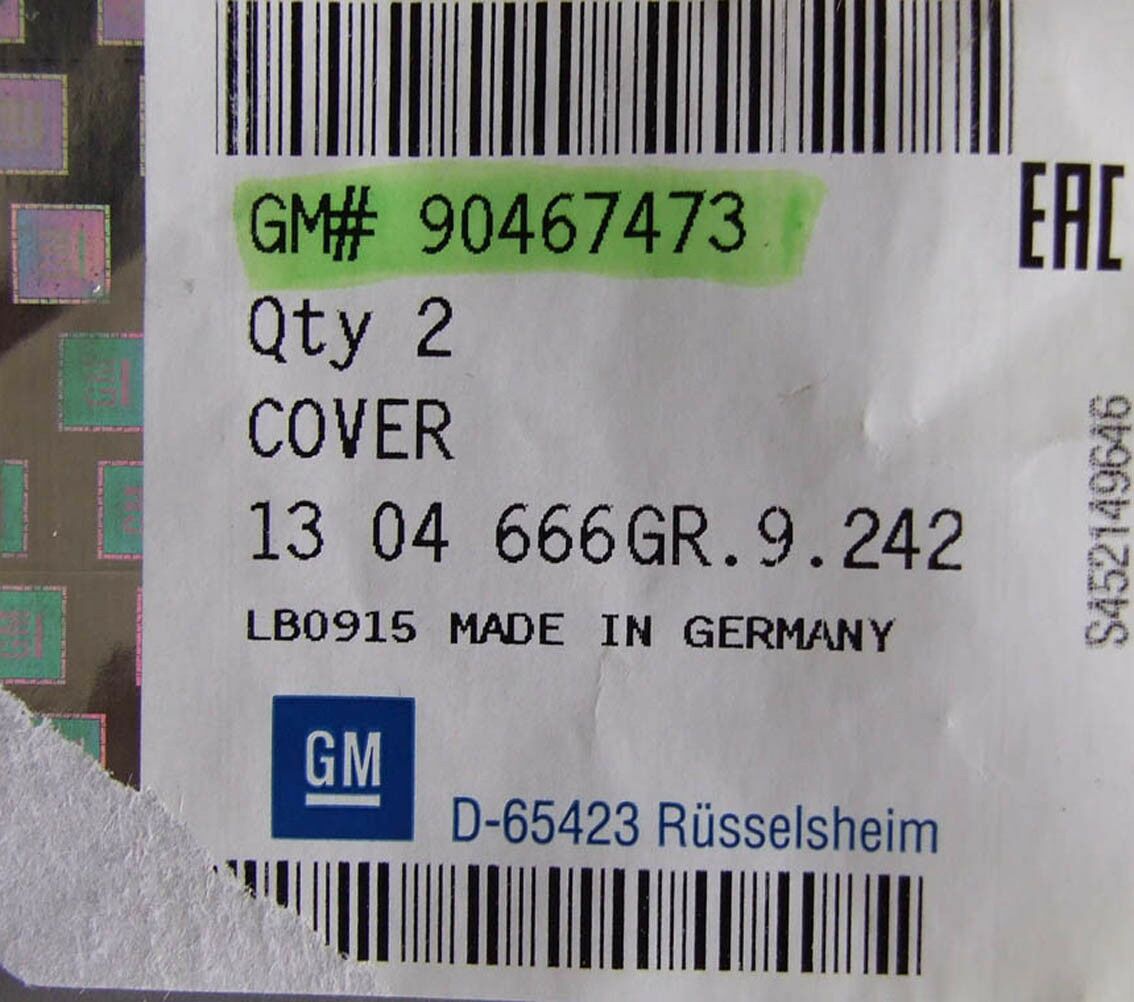 GM# 90467473
EAC
Qty 2
COVER
13 04 666GR.9.242
LB0915 MADE IN GERMANY
S452149646
GM
D-65423 Rüsselsheim